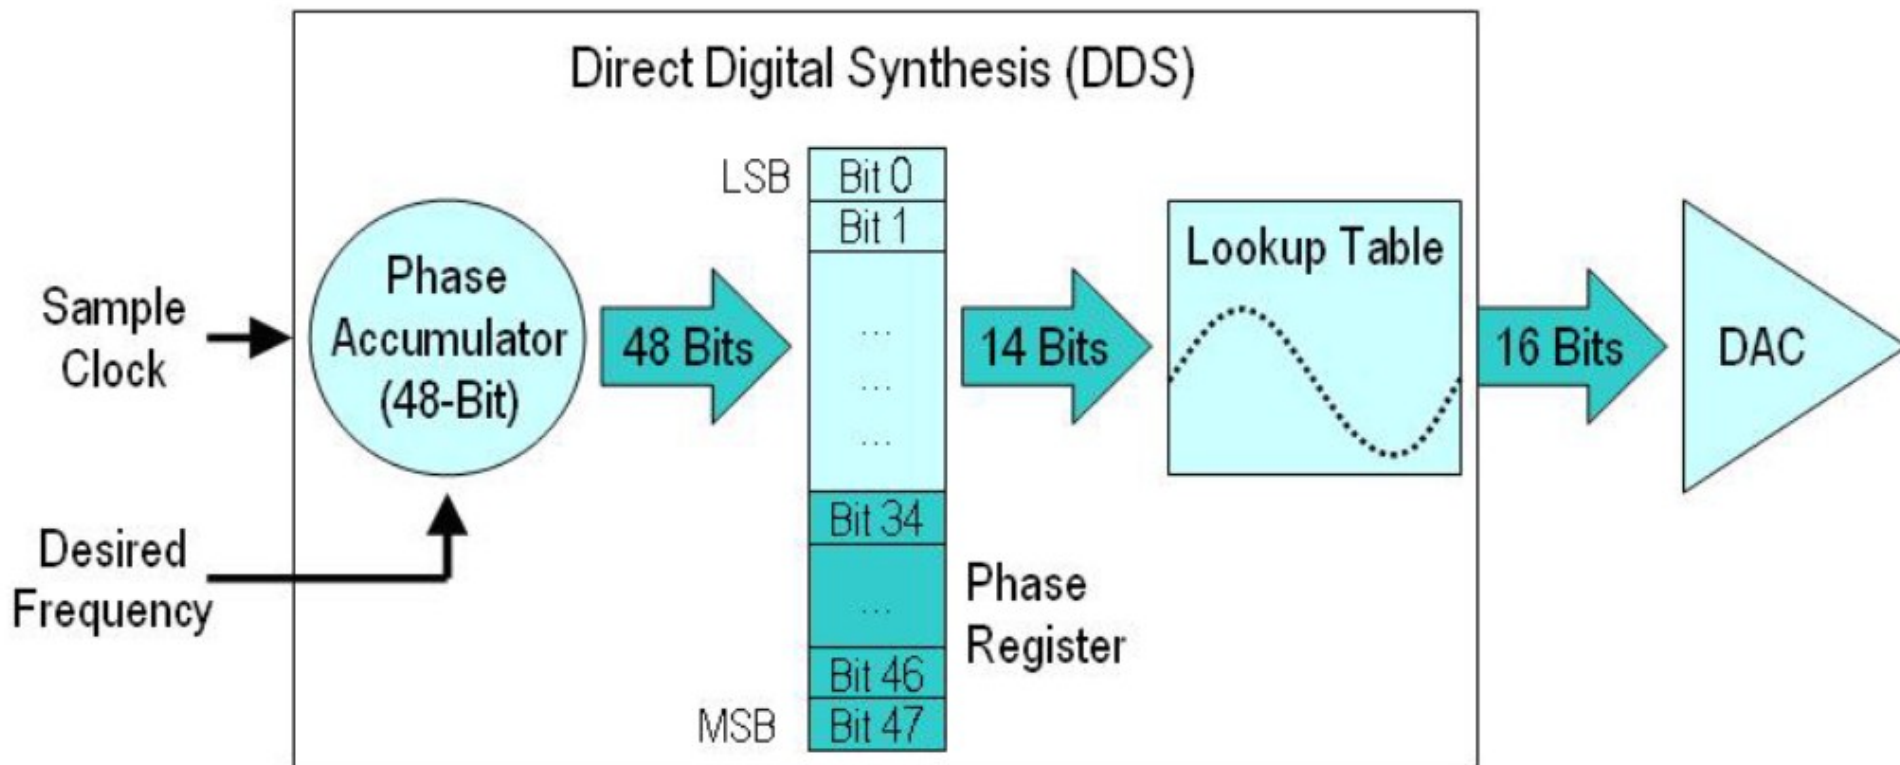 Direct Digital Synthesis (DDS)
Sample
Clock
Desired
Frequency
Phase
Accumulator
(48-Bit)
48 Bits
LSB
Bit 0
Bit 1
...
...
...
Bit 34
...
Bit 46
MSB
Bit 47
Phase
Register
14 Bits
Lookup Table
16 Bits
DAC